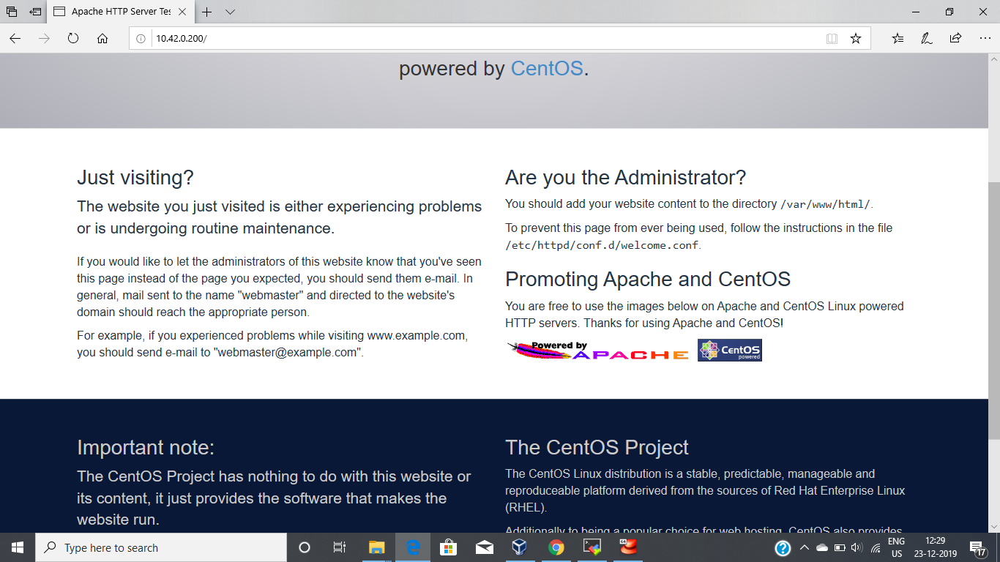 Apache HTTP Server Tes
10.42.0.200/
powered by CentOS.
Just visiting?
The website you just visited is either experiencing problems
or is undergoing routine maintenance.
If you would like to let the administrators of this website know that you've seen
this page instead of the page you expected, you should send them e-mail. In
general, mail sent to the name "webmaster" and directed to the website's
domain should reach the appropriate person.
For example, if you experienced problems while visiting www.example.com,
you should send e-mail to "webmaster@example.com".
Are you the Administrator?
You should add your website content to the directory /var/www/html/.
To prevent this page from ever being used, follow the instructions in the file
/etc/httpd/conf.d/welcome.conf.
Promoting Apache and CentOS
You are free to use the images below on Apache and CentOS Linux powered
HTTP servers. Thanks for using Apache and CentOS!
Powered by
APACHE
CentOS
powered
Important note:
The CentOS Project has nothing to do with this website or
its content, it just provides the software that makes the
website run.
The CentOS Project
The CentOS Linux distribution is a stable, predictable, manageable and
reproduceable platform derived from the sources of Red Hat Enterprise Linux
(RHEL).
Additionally to being a popular choice for web hosting, CentOS also provides
Type here to search
64
ENG
US
12:29
23-12-2019
17